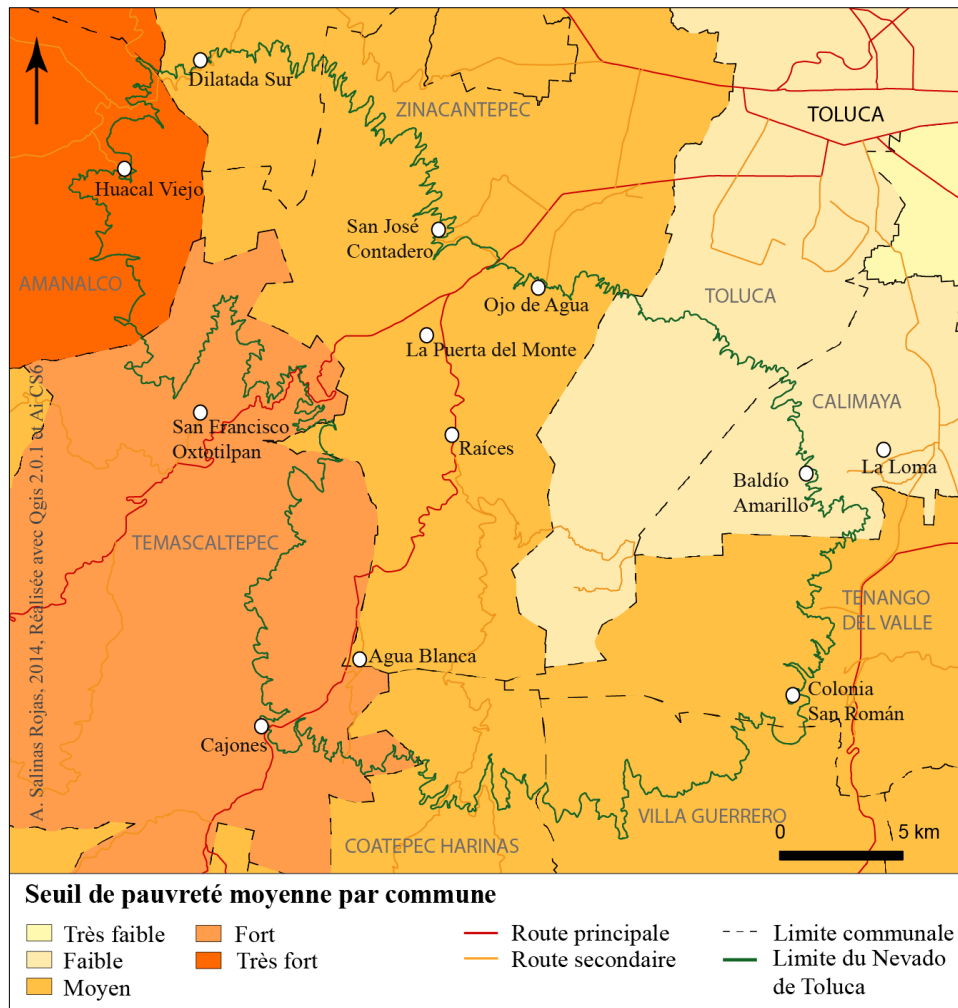 Dilatada Sur
ZINACANTEPEC
TOLUCA
Huacal Viejo
San José
Contadero
AMANALCO
Ojo de Agua
TOLUCA
La Puerta del Monte
San Francisco
Oxtotilpan
Raíces
CALIMAYA
La Loma
Baldío
Amarillo
TEMASCALTEPEC
TENANGO
DEL VALLE
Agua Blanca
Colonia
San Román
Cajones
VILLA GUERRERO
COATEPEC HARINAS
0 5 km
A. Salinas Rojas, 2014, Réalisée avec Qgis 2.0.1 et Ai CS6
Seuil de pauvreté moyenne par commune
Très faible
Faible
Moyen
Fort
Très fort
Route principale
Route secondaire
Limite communale
Limite du Nevado
de Toluca